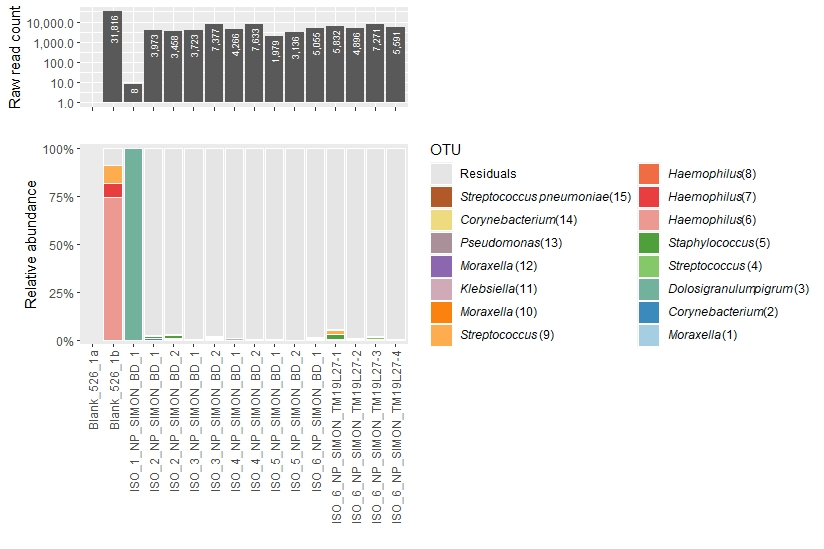 Raw read count
10,000.0
1,000.0
100.0
10.0
1.0
31,816
8
3,973
3,458
3,723
7,377
4,266
7,633
1,979
3,136
5,055
5,832
4,896
7,271
5,591
Relative abundance
100%
75%
50%
25%
0%
Blank_526_1a
Blank_526_1b
ISO_1_NP_SIMON_BD_1
ISO_2_NP_SIMON_BD_1
ISO_2_NP_SIMON_BD_2
ISO_3_NP_SIMON_BD_1
ISO_3_NP_SIMON_BD_2
ISO_4_NP_SIMON_BD_1
ISO_4_NP_SIMON_BD_2
ISO_5_NP_SIMON_BD_1
ISO_5_NP_SIMON_BD_2
ISO_6_NP_SIMON_BD_1
ISO_6_NP_SIMON_TM19L27-1
ISO_6_NP_SIMON_TM19L27-2
ISO_6_NP_SIMON_TM19L27-3
ISO_6_NP_SIMON_TM19L27-4
OTU
Residuals
Streptococcus pneumoniae(15)
Corynebacterium(14)
Pseudomonas(13)
Moraxella (12)
Klebsiella(11)
Moraxella (10)
Streptococcus (9)
Haemophilus(8)
Haemophilus(7)
Haemophilus(6)
Staphylococcus (5)
Streptococcus (4)
Dolosigranulum pigrum (3)
Corynebacterium(2)
Moraxella (1)